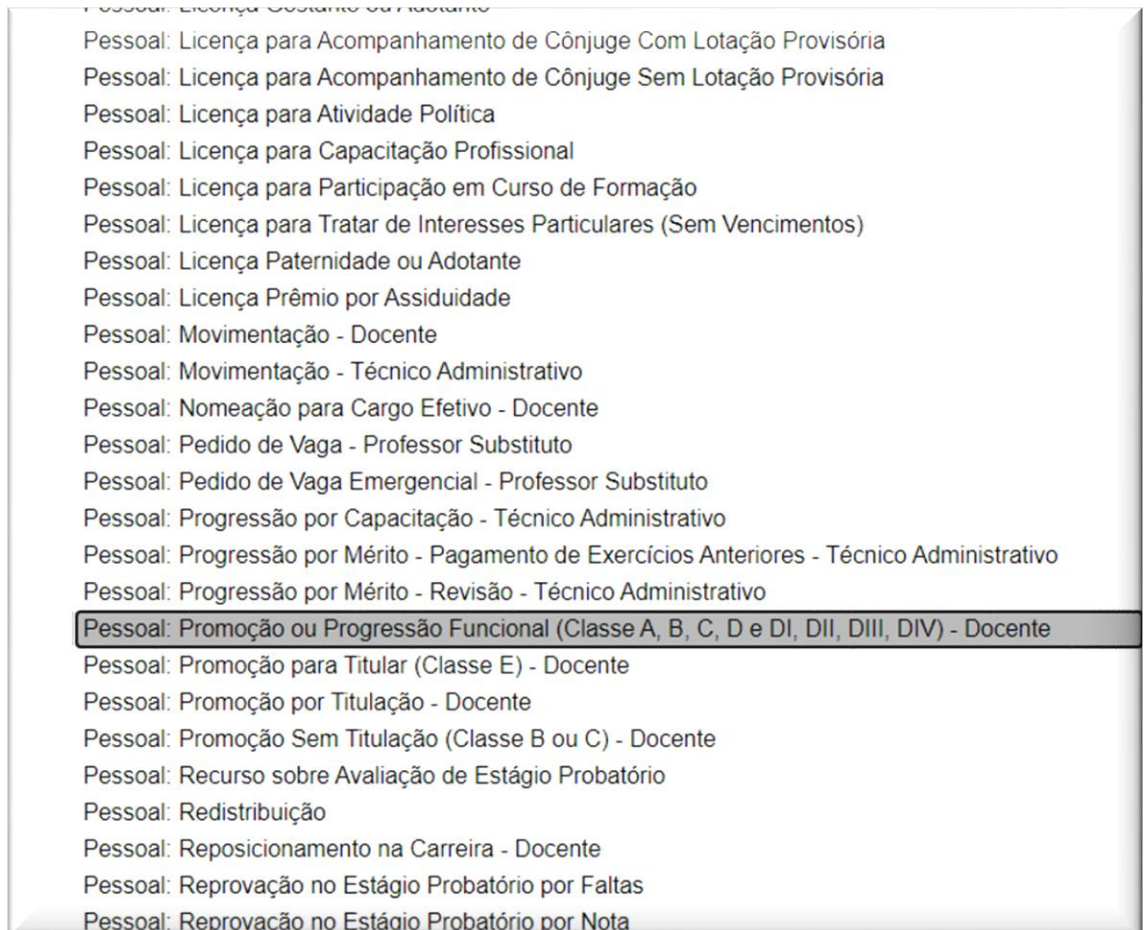 Pessoal: Licença Gestante ou Adotante
Pessoal: Licença para Acompanhamento de Cônjuge Com Lotação Provisória
Pessoal: Licença para Acompanhamento de Cônjuge Sem Lotação Provisória
Pessoal: Licença para Atividade Política
Pessoal: Licença para Capacitação Profissional
Pessoal: Licença para Participação em Curso de Formação
Pessoal: Licença para Tratar de Interesses Particulares (Sem Vencimentos)
Pessoal: Licença Paternidade ou Adotante
Pessoal: Licença Prêmio por Assiduidade
Pessoal: Movimentação - Docente
Pessoal: Movimentação - Técnico Administrativo
Pessoal: Nomeação para Cargo Efetivo - Docente
Pessoal: Pedido de Vaga - Professor Substituto
Pessoal: Pedido de Vaga Emergencial - Professor Substituto
Pessoal: Progressão por Capacitação - Técnico Administrativo
Pessoal: Progressão por Mérito - Pagamento de Exercícios Anteriores - Técnico Administrativo
Pessoal: Progressão por Mérito - Revisão - Técnico Administrativo
Pessoal: Promoção ou Progressão Funcional (Classe A, B, C, D e DI, DII, DIII, DIV) - Docente
Pessoal: Promoção para Titular (Classe E) - Docente
Pessoal: Promoção por Titulação - Docente
Pessoal: Promoção Sem Titulação (Classe B ou C) - Docente
Pessoal: Recurso sobre Avaliação de Estágio Probatório
Pessoal: Redistribuição
Pessoal: Reposicionamento na Carreira - Docente
Pessoal: Reprovação no Estágio Probatório por Faltas
Pessoal: Reprovação no Estágio Probatório por Nota